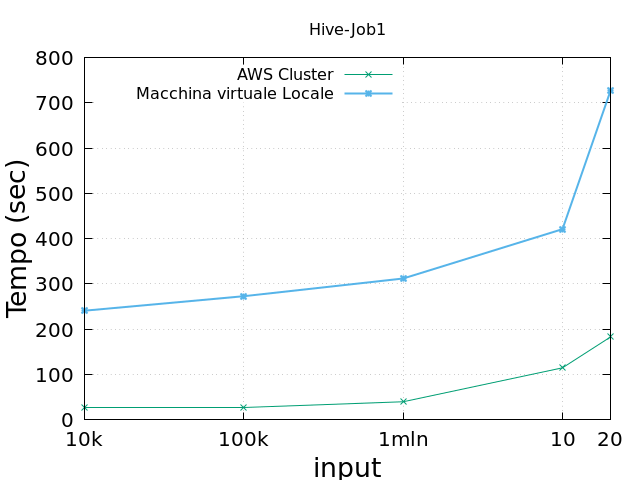 Hive-Job1
AWS Cluster
Macchina virtuale Locale
800
700
600
500
400
300
200
100
0
Tempo (sec)
10k 100k 1mln 10 20
input